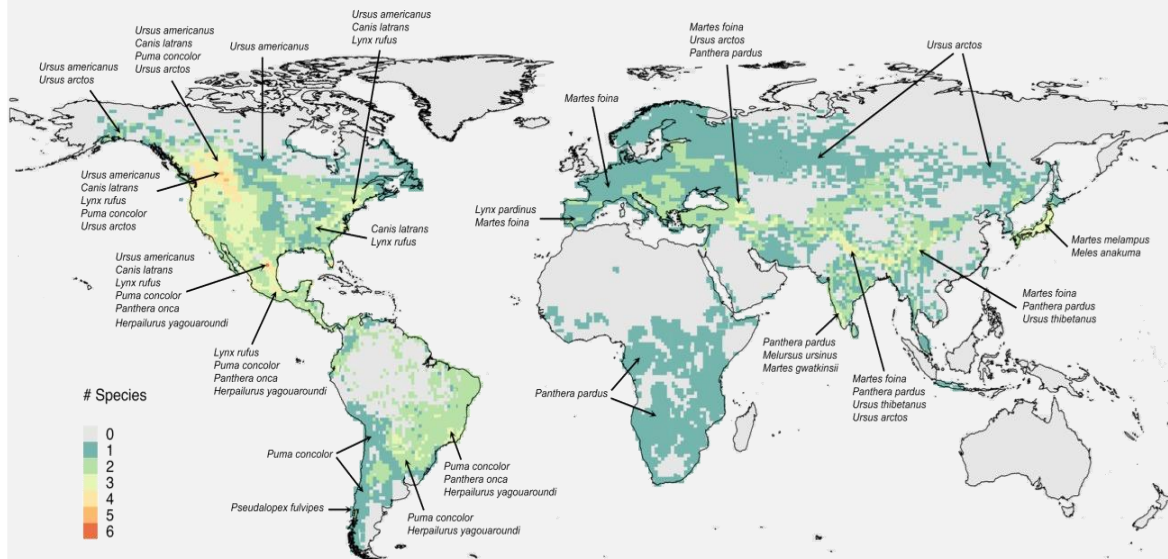 Ursus americanus
Canis latrans
Lynx rufus
Martes foina
Ursus arctos
Panthera pardus
Ursus americanus
Canis latrans
Puma concolor
Ursus arctos
Ursus americanus
Ursus arctos
Ursus americanus
Ursus arctos
Martes foina
Ursus americanus
Canis latrans
Lynx rufus
Puma concolor
Ursus arctos
Lynx pardinus
Martes foina
Canis latrans
Lynx rufus
Martes melampus
Meles anakuma
Ursus americanus
Canis latrans
Lynx rufus
Puma concolor
Panthera onca
Herpailurus yagouaroundi
Martes foina
Panthera pardus
Ursus thibetanus
Lynx rufus
Puma concolor
Panthera onca
Herpailurus yagouaroundi
Panthera pardus
Melursus ursinus
Martes gwatkinsii
Martes foina
Panthera pardus
Ursus thibetanus
Ursus arctos
Panthera pardus
# Species
0
1
2
3
4
5
6
Puma concolor
Puma concolor
Panthera onca
Herpailurus yagouaroundi
Pseudalopex fulvipes
Puma concolor
Herpailurus yagouaroundi